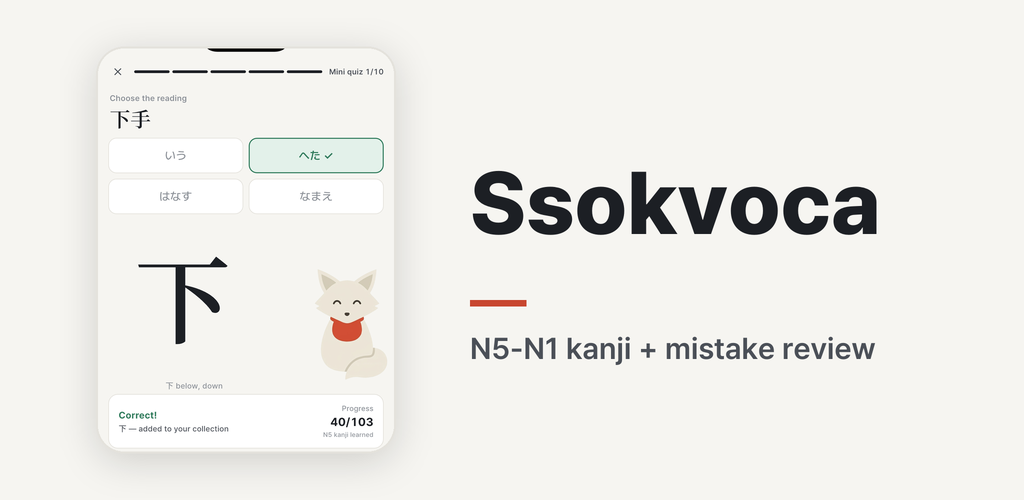 Mini quiz 1/10
Choose the reading
下手
いう
へた ✓
はなす
なまえ
下
下 below, down
Correct!
下 — added to your collection
Progress
40/103
N5 kanji learned
Ssokvoca
N5-N1 kanji + mistake review